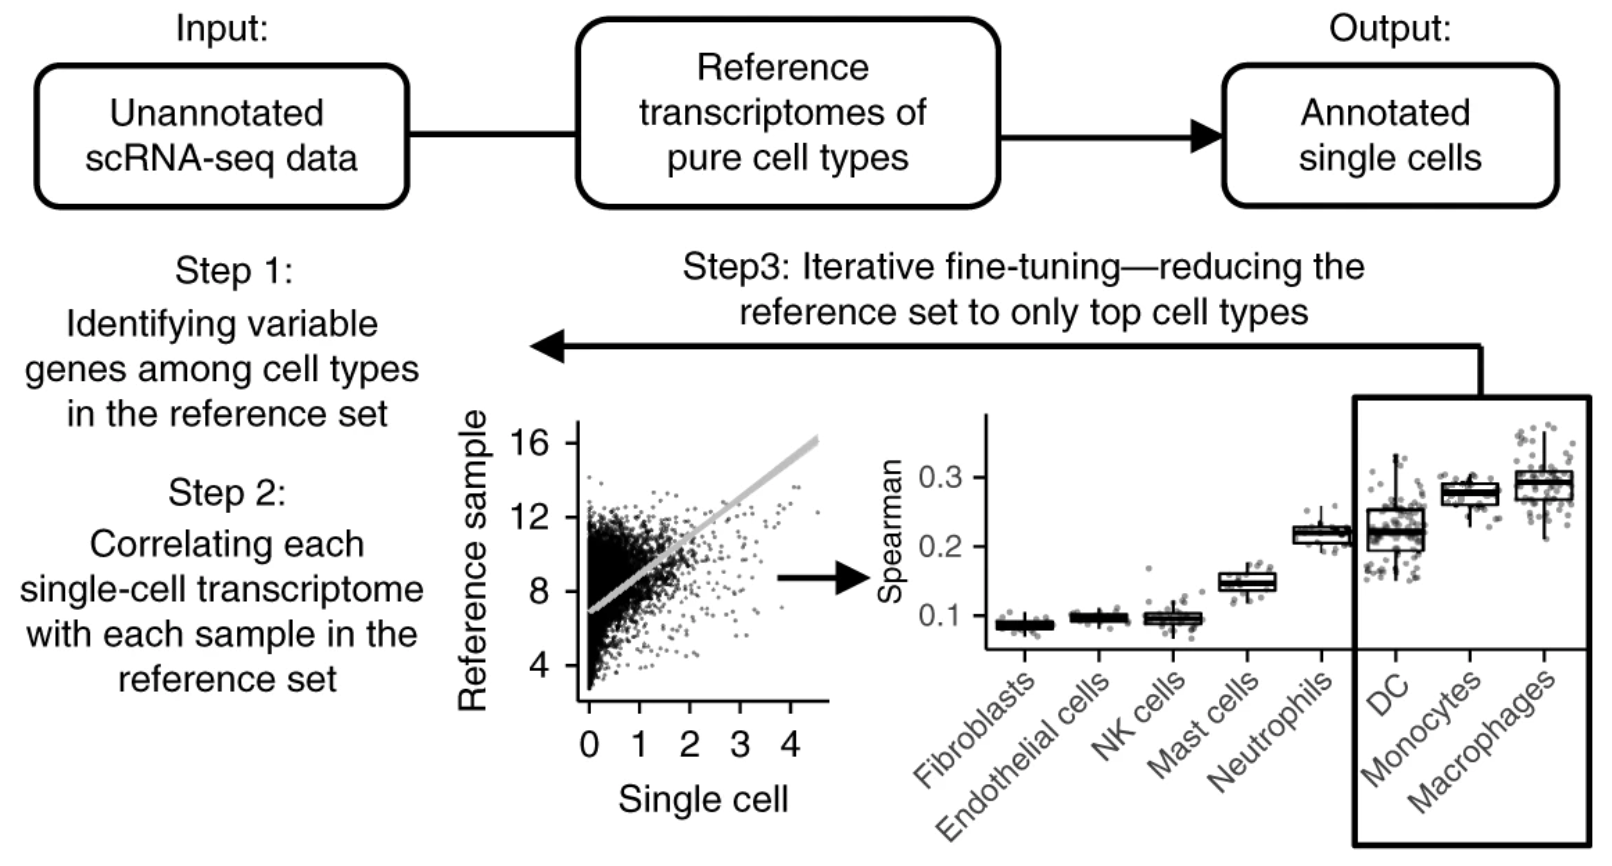 Input:
Unannotated
scRNA-seq data
Reference
transcriptomes of
pure cell types
Output:
Annotated
single cells
Step 1:
Identifying variable
genes among cell types
in the reference set
Step 2:
Correlating each
single-cell transcriptome
with each sample in the
reference set
Step3: Iterative fine-tuning—reducing the
reference set to only top cell types
Reference sample
16
12
8
4
0 1 2 3 4
Single cell
Spearman
0.3
0.2
0.1
Fibroblasts
Endothelial cells
NK cells
Mast cells
Neutrophils
DC
Monocytes
Macrophages